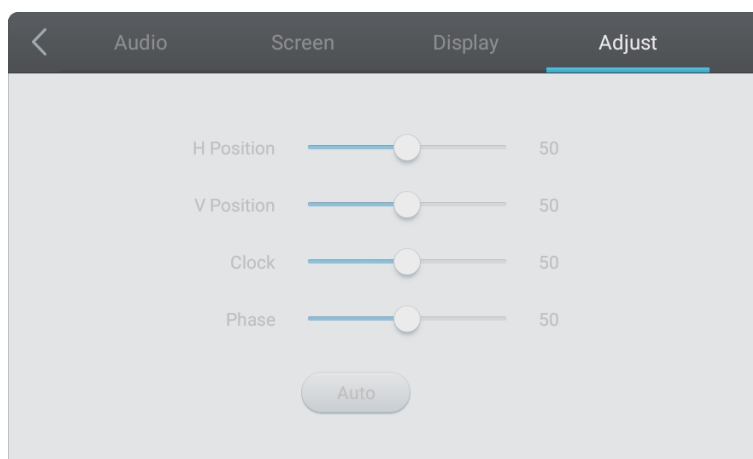 Audio Screen Display Adjust
H Position 50
V Position 50
Clock 50
Phase 50
Auto